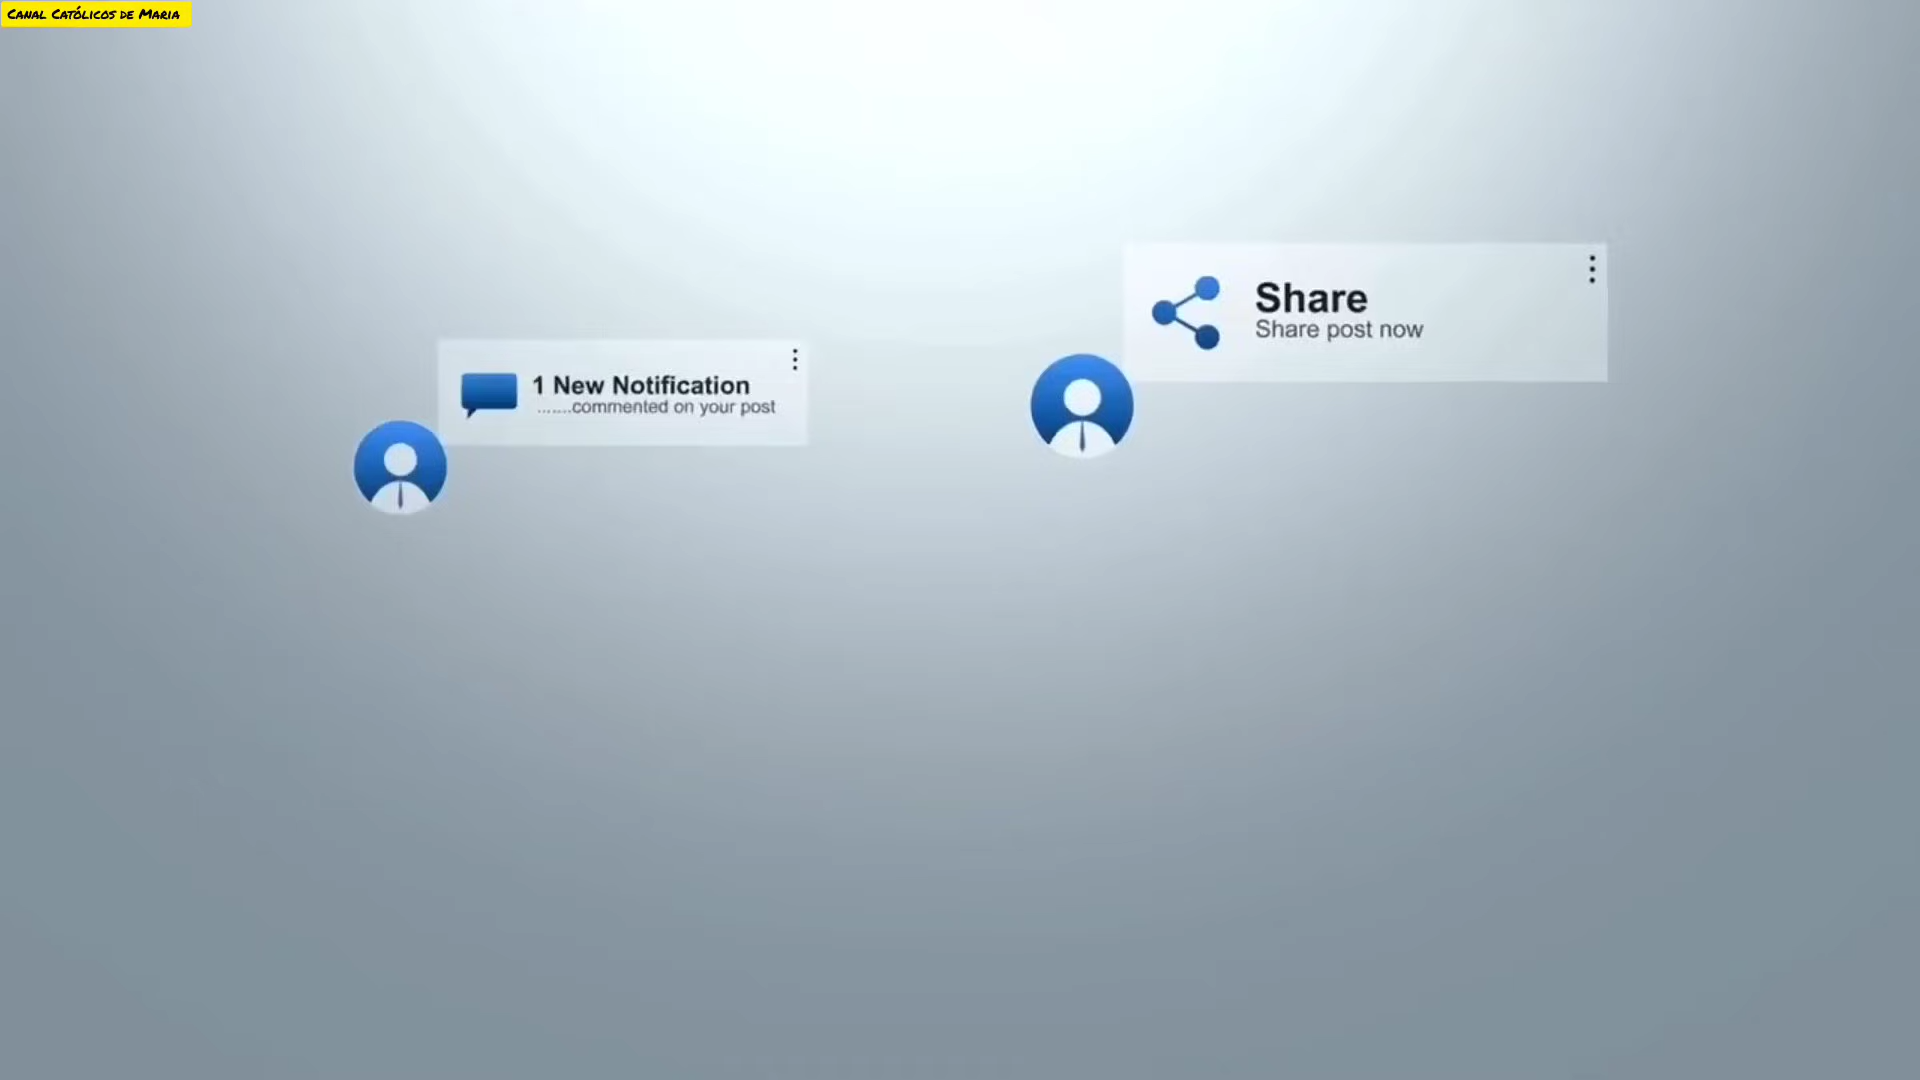 Canal Católicos de Maria
Share
Share post now
1 New Notification
.......commented on your post